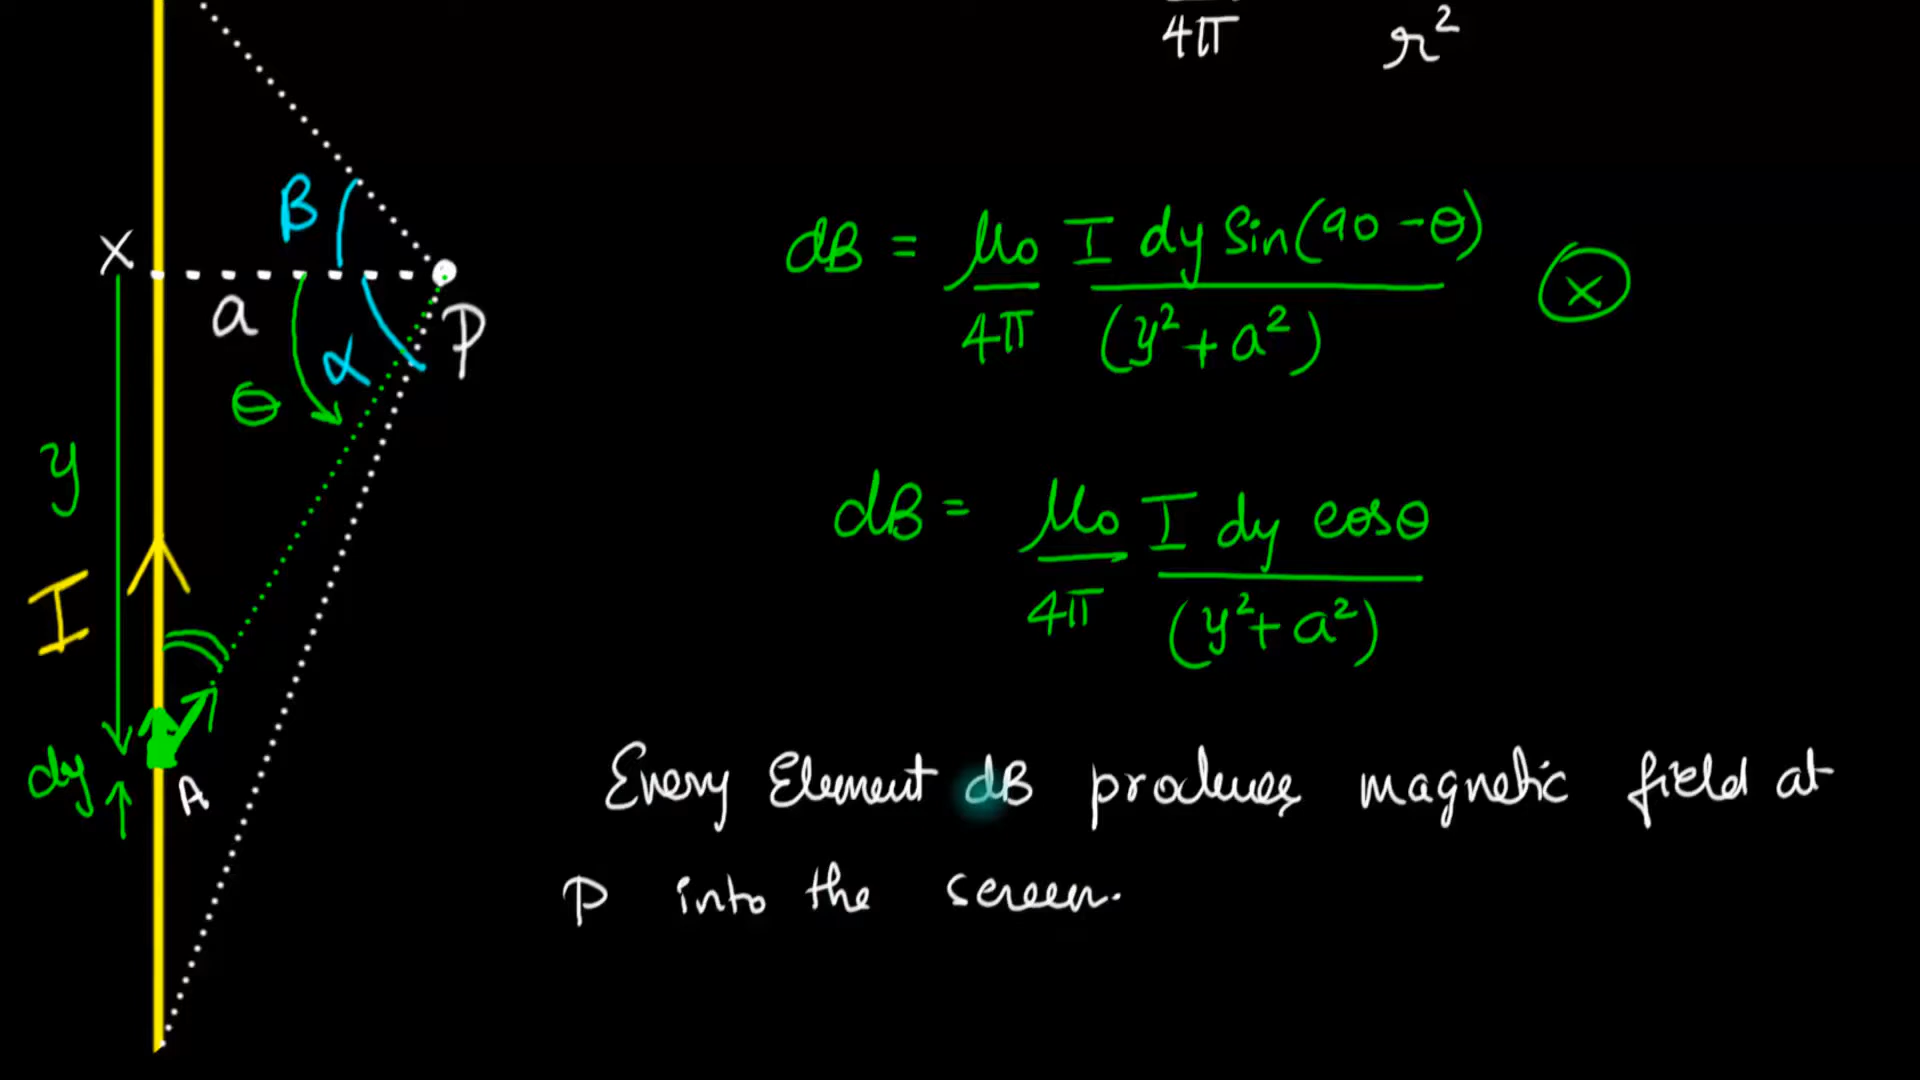 4π r²
β
X
a
P
α
θ
y
I
dy
A
dB = μ₀ I dy Sin(90 - θ)
4π (y² + a²)
X
dB = μ₀ I dy cosθ
4π (y² + a²)
Every Element dB produces magnetic field at
P into the screen.